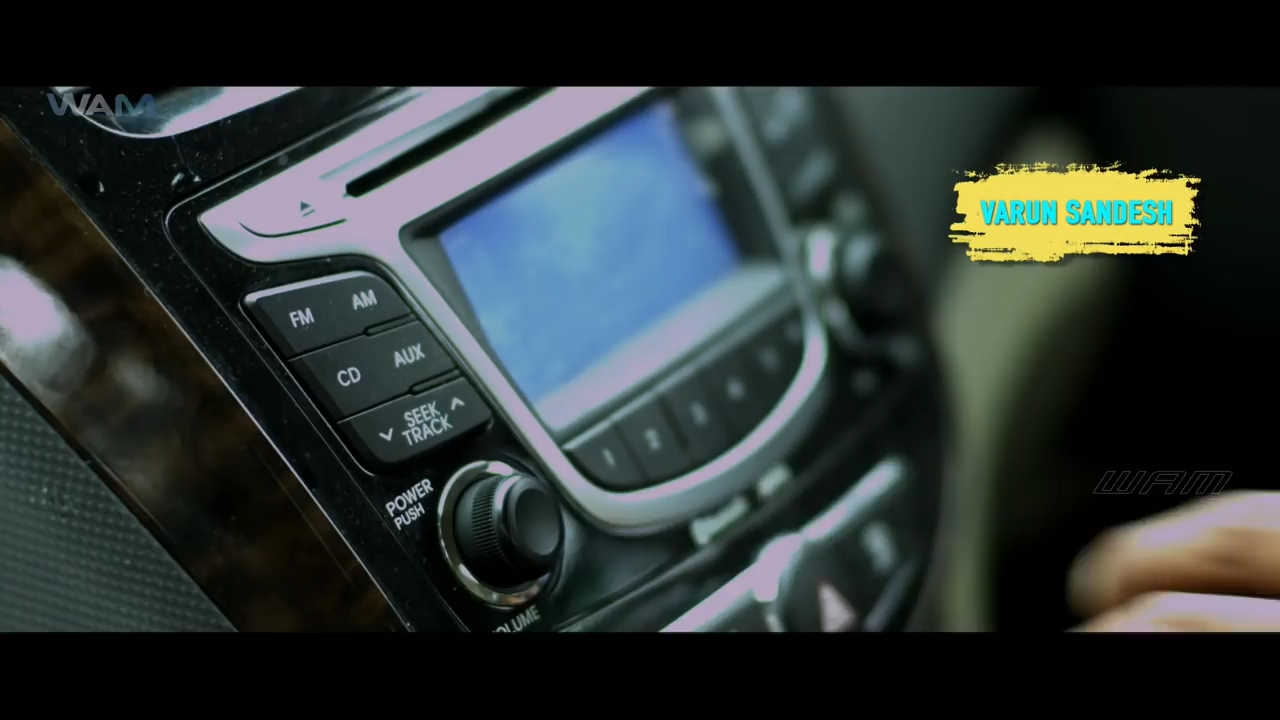 WAM
VARUN SANDESH
FM AM
CD AUX
SEEK
TRACK
1 2 3 4
POWER
PUSH
WAM